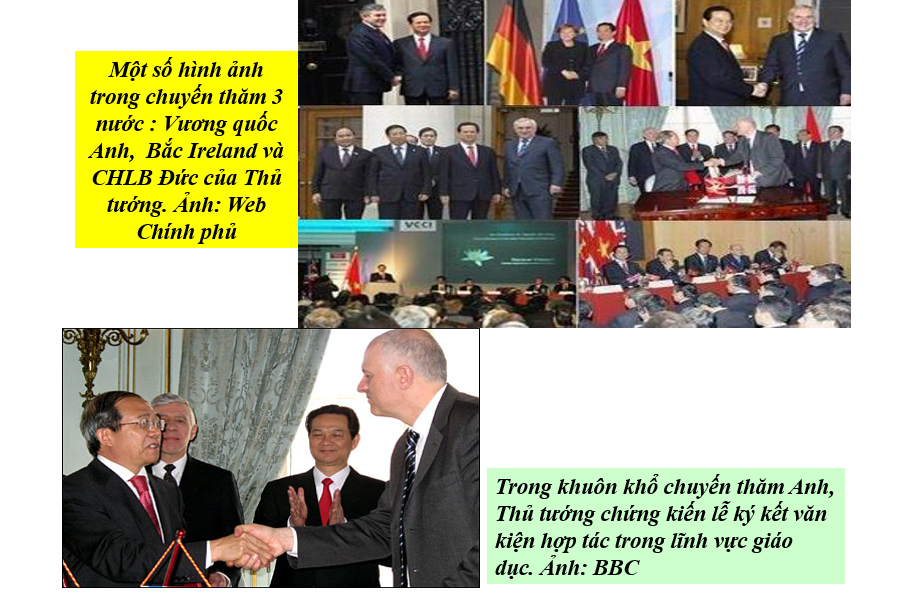 Một số hình ảnh
trong chuyến thăm 3
nước : Vương quốc
Anh, Bắc Ireland và
CHLB Đức của Thủ
tướng. Ảnh: Web
Chính phủ
VCCI
Trong khuôn khổ chuyến thăm Anh,
Thủ tướng chứng kiến lễ ký kết văn
kiện hợp tác trong lĩnh vực giáo
dục. Ảnh: BBC